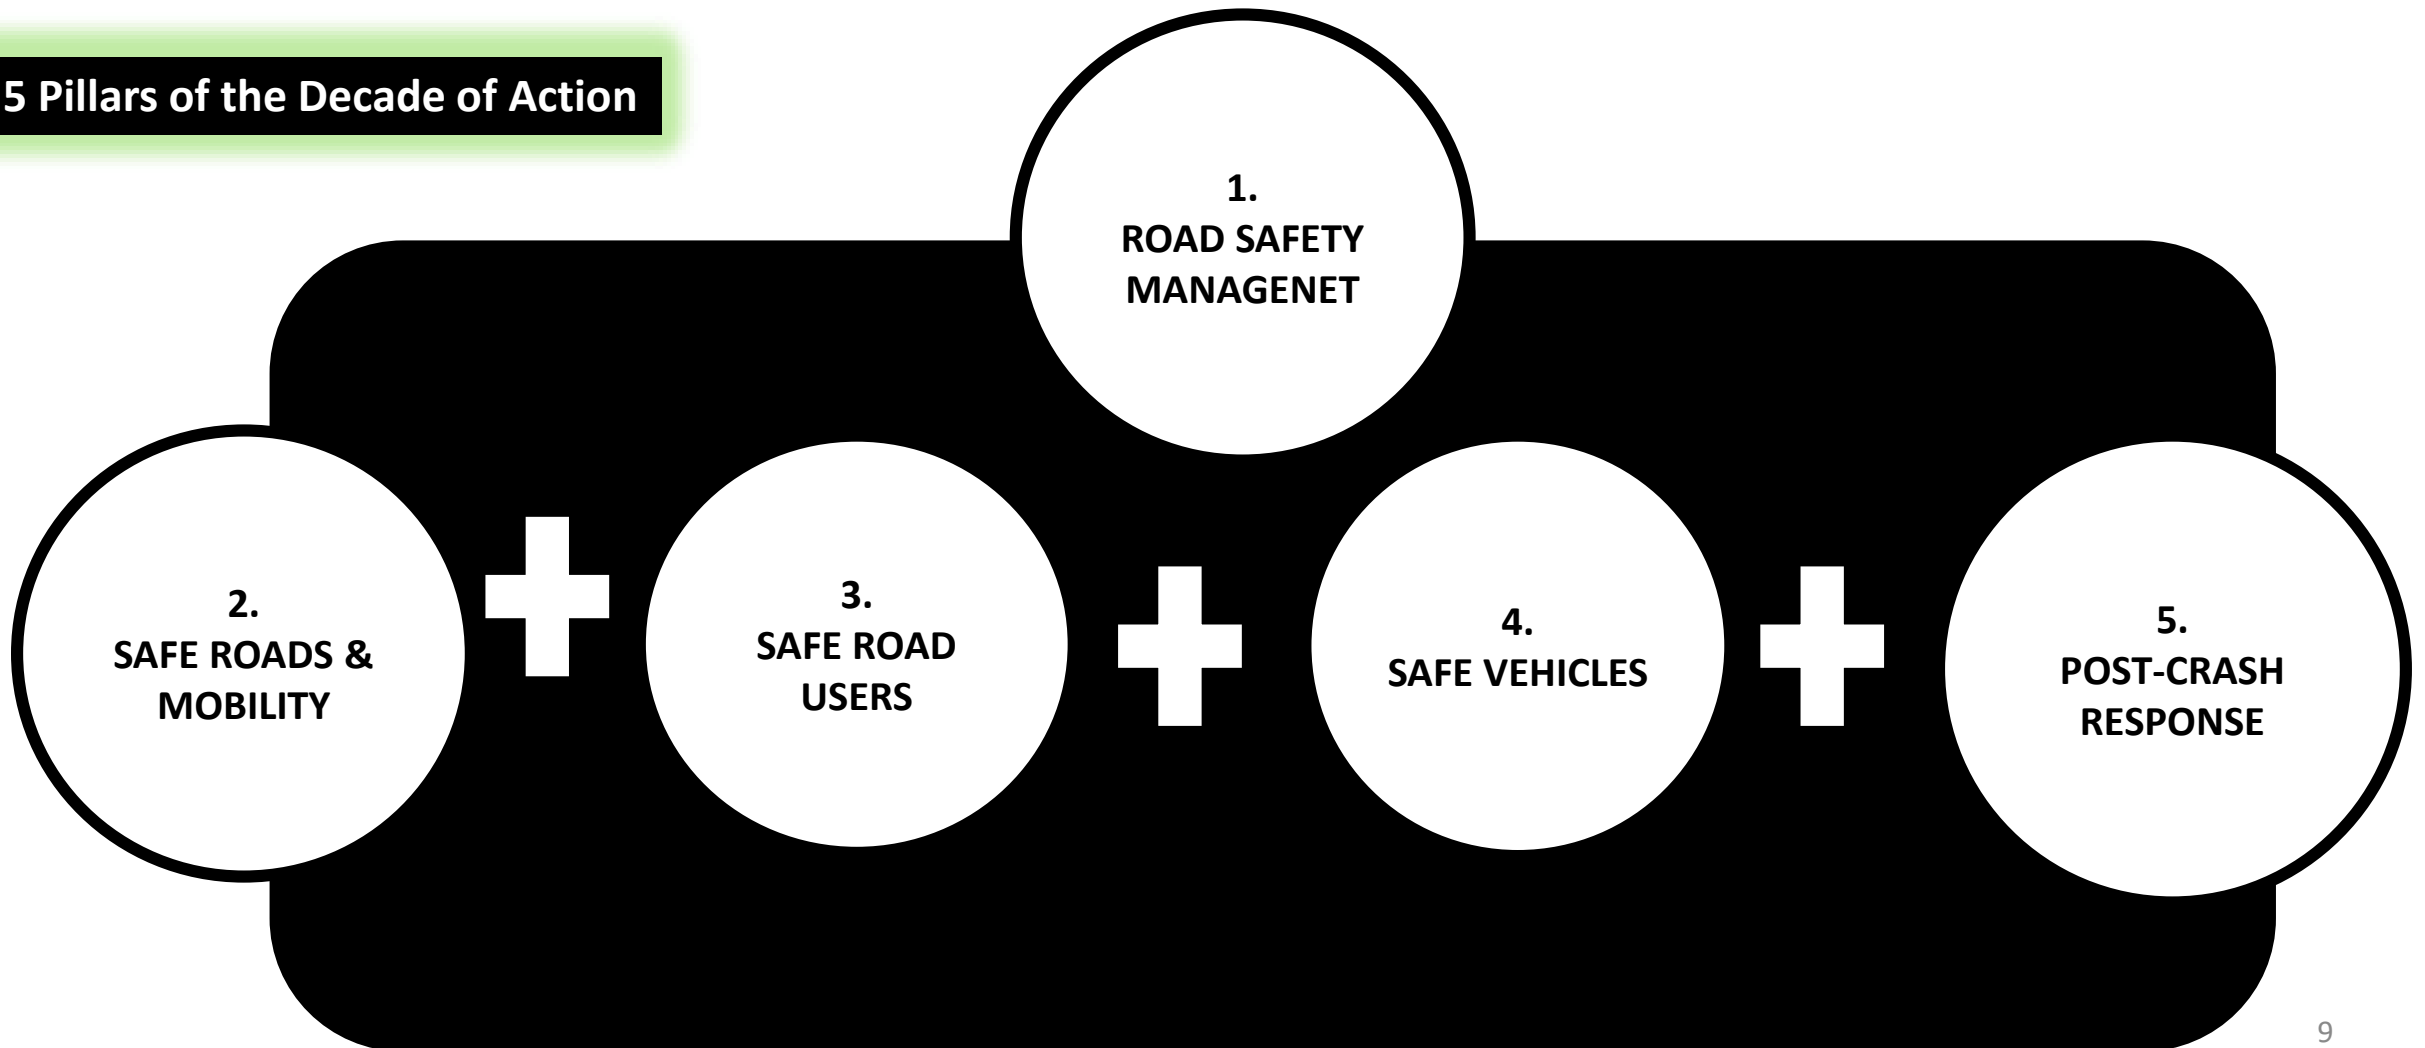 5 Pillars of the Decade of Action
1.
ROAD SAFETY
MANAGENET
2.
SAFE ROADS &
MOBILITY
3.
SAFE ROAD
USERS
4.
SAFE VEHICLES
5.
POST-CRASH
RESPONSE
9